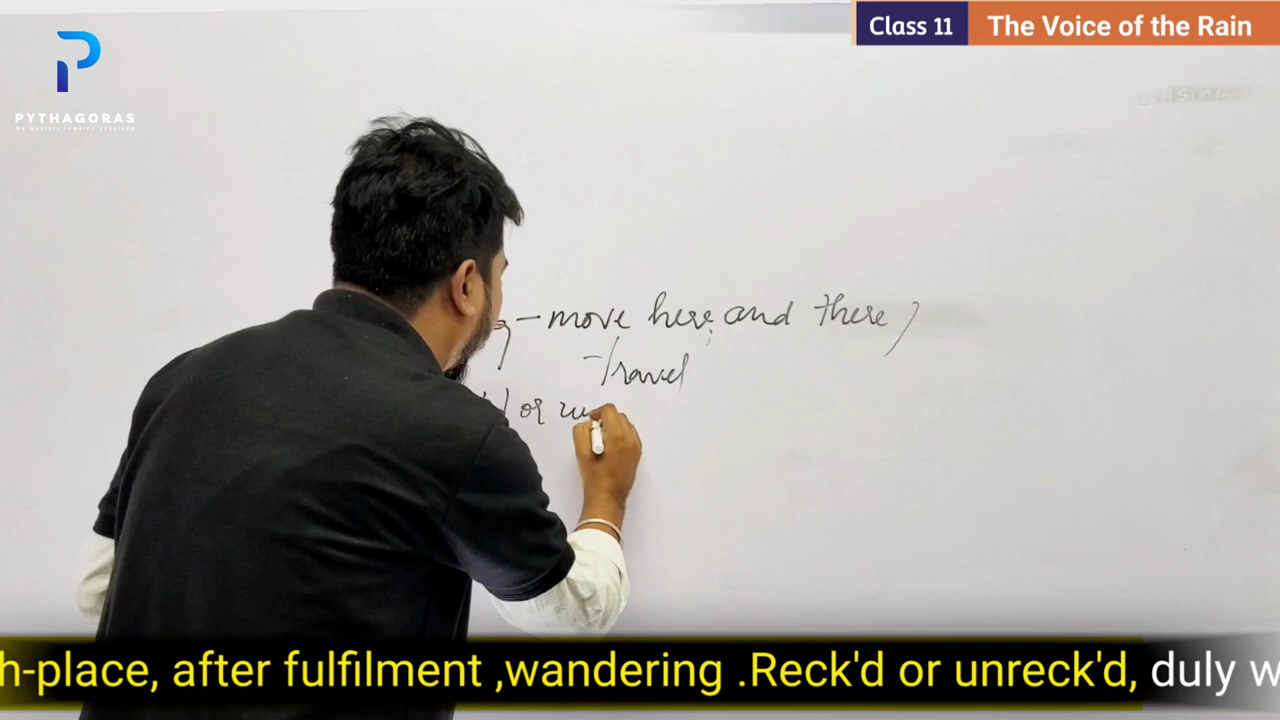 Class 11 The Voice of the Rain
PYTHAGORAS
– move here and there,
Travel
or
h-place, after fulfilment ,wandering .Reck'd or unreck'd, duly w